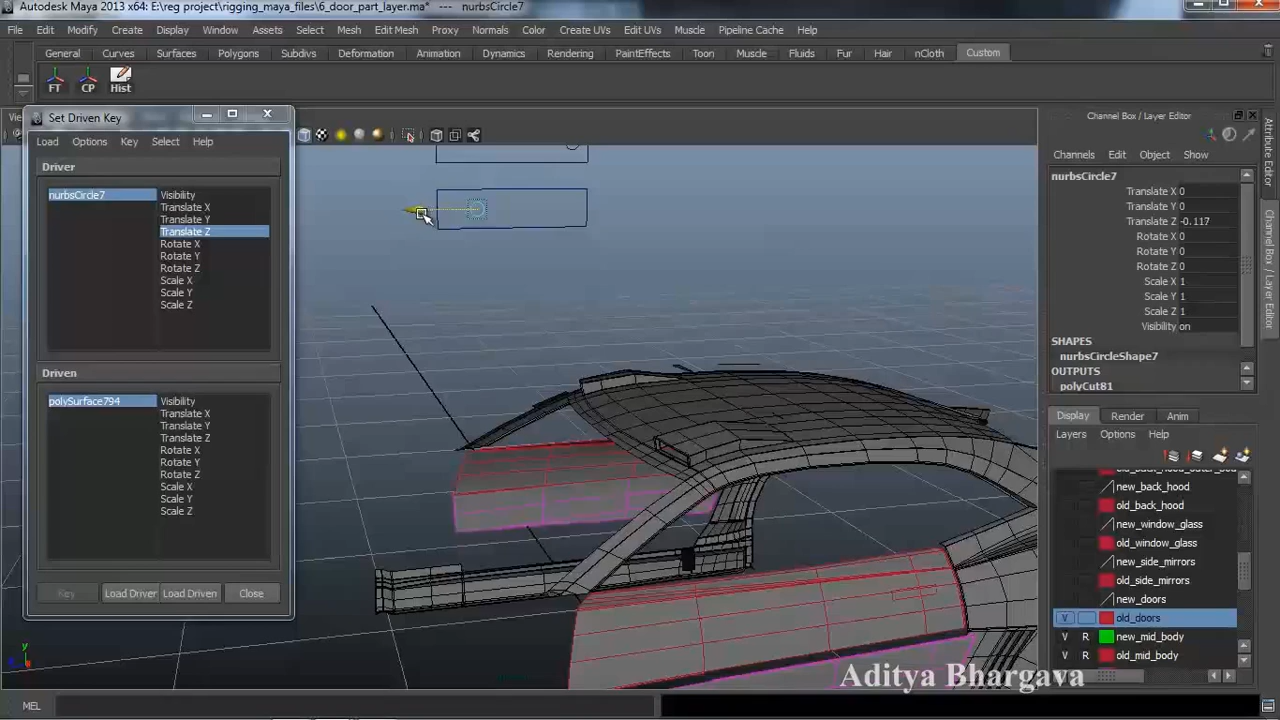 Autodesk Maya 2013 x64: E:\reg project\rigging_maya_files\6_door_part_layer.ma* --- nurbsCircle7
File Edit Modify Create Display Window Assets Select Mesh Edit Mesh Proxy Normals Color Create UVs Edit UVs Muscle Pipeline Cache Help
General Curves Surfaces Polygons Subdivs Deformation Animation Dynamics Rendering PaintEffects Toon Muscle Fluids Fur Hair nCloth Custom
FT CP Hist
Set Driven Key
Load Options Key Select Help
Driver
nurbsCircle7 Visibility
Translate X
Translate Y
Translate Z
Rotate X
Rotate Y
Rotate Z
Scale X
Scale Y
Scale Z
Driven
polySurface794 Visibility
Translate X
Translate Y
Translate Z
Rotate X
Rotate Y
Rotate Z
Scale X
Scale Y
Scale Z
Key Load Driver Load Driven Close
Channel Box / Layer Editor
Channels Edit Object Show
nurbsCircle7
Translate X 0
Translate Y 0
Translate Z -0.117
Rotate X 0
Rotate Y 0
Rotate Z 0
Scale X 1
Scale Y 1
Scale Z 1
Visibility on
SHAPES
nurbsCircleShape7
OUTPUTS
polyCut81
Display Render Anim
Layers Options Help
new_back_hood
old_back_hood
new_window_glass
old_window_glass
new_side_mirrors
old_side_mirrors
new_doors
V old_doors
V R new_mid_body
V R old_mid_body
Attribute Editor
Channel Box / Layer Editor
y
Aditya Bhargava
MEL